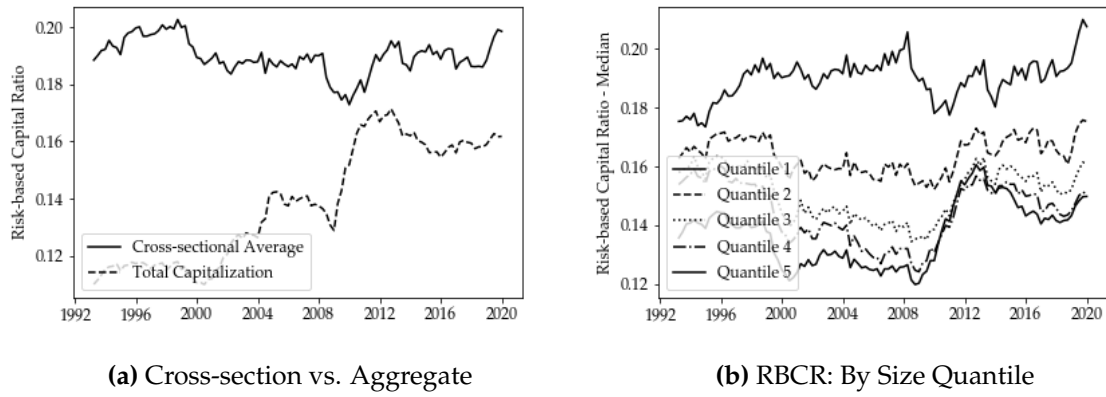 0.20
0.18
0.16
0.14
0.12
Risk-based Capital Ratio
Cross-sectional Average
Total Capitalization
1992 1996 2000 2004 2008 2012 2016 2020
(a) Cross-section vs. Aggregate
0.20
0.18
0.16
0.14
0.12
Risk-based Capital Ratio - Median
Quantile 1
Quantile 2
Quantile 3
Quantile 4
Quantile 5
1992 1996 2000 2004 2008 2012 2016 2020
(b) RBCR: By Size Quantile